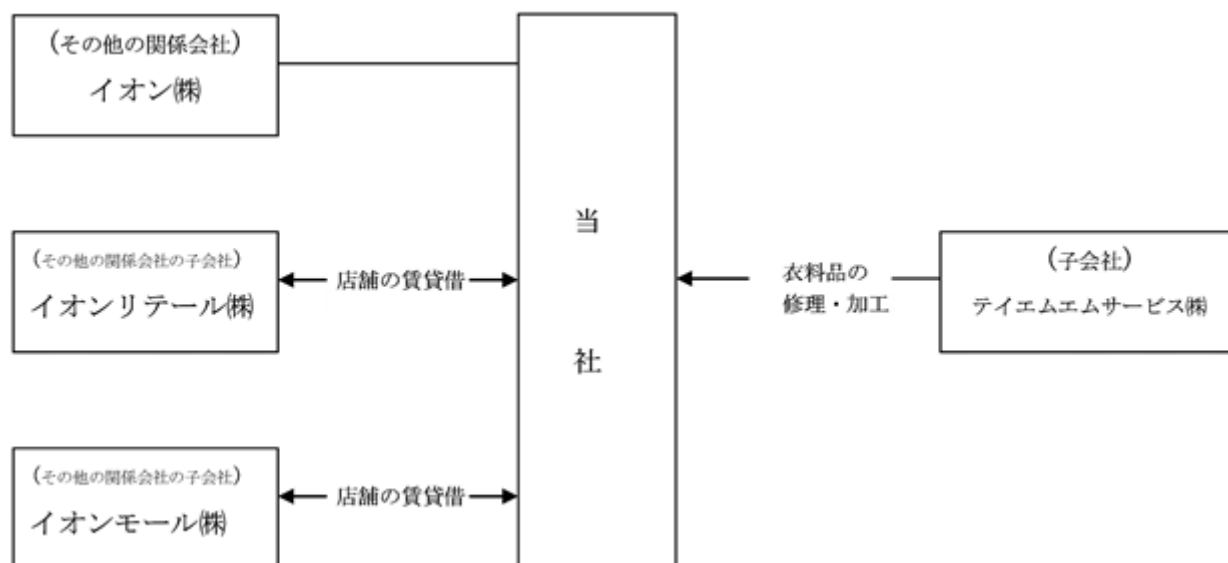 (その他の関係会社)
イオン㈱
(その他の関係会社の子会社)
イオンリテール㈱
店舗の賃貸借
(その他の関係会社の子会社)
イオンモール㈱
店舗の賃貸借
当
社
衣料品の
修理・加工
(子会社)
テイエムエムサービス㈱